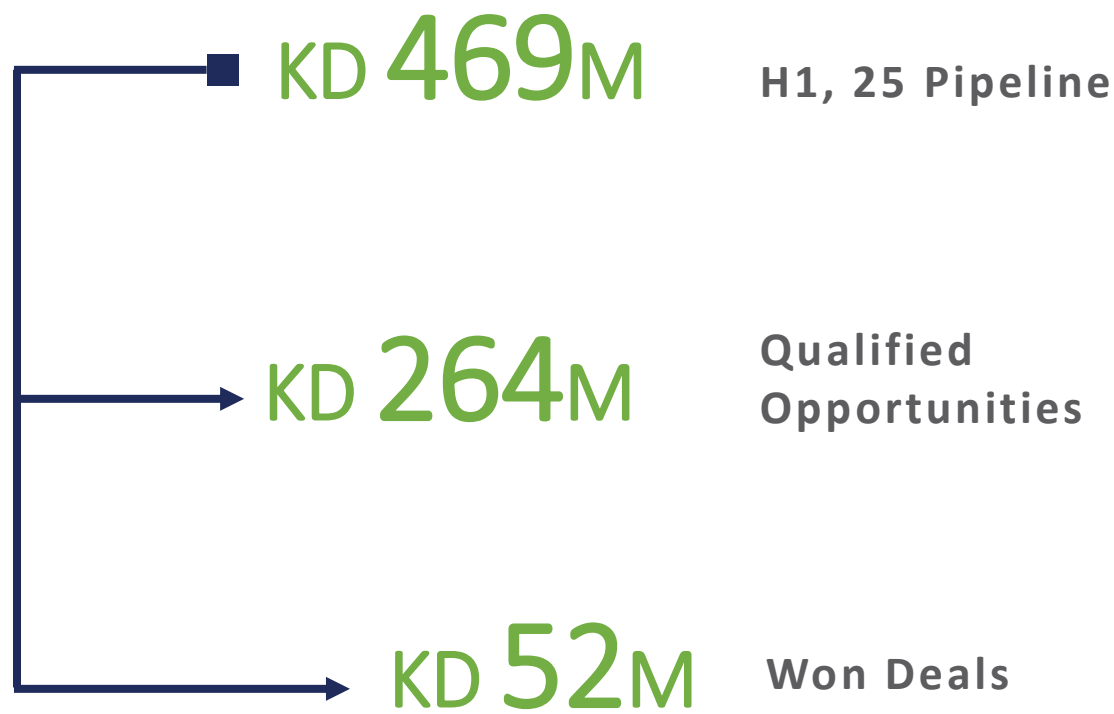 KD 469M
H1, 25 Pipeline
KD 264M
Qualified
Opportunities
KD 52M
Won Deals